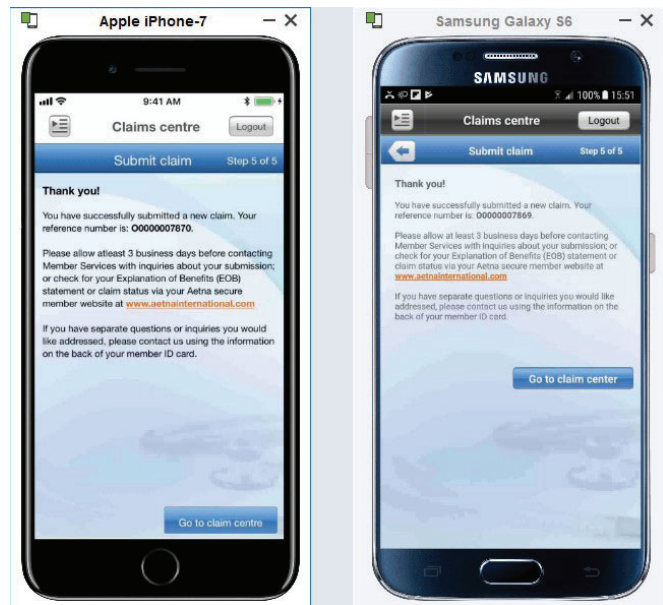 Apple iPhone-7
9:41 AM
Claims centre
Logout
Submit claim
Step 5 of 5
Thank you!
You have successfully submitted a new claim. Your
reference number is: O0000007870.
Please allow atleast 3 business days before contacting
Member Services with inquiries about your submission;
or check for your Explanation of Benefits (EOB)
statement or claim status via your Aetna secure
member website at www.aetnainternational.com
If you have separate questions or inquiries you would
like addressed, please contact us using the information
on the back of your member ID card.
Go to claim centre
Samsung Galaxy S6
SAMSUNG
100% 15:51
Claims centre
Logout
Submit claim
Step 5 of 5
Thank you!
You have successfully submitted a new claim. Your
reference number is: O0000007869.
Please allow at least 3 business days before contacting
Member Services with inquiries about your submission; or
check for your Explanation of Benefits (EOB) statement or
claim status via your Aetna secure member website at
www.aetnainternational.com
If you have separate questions or inquiries you would like
addressed, please contact us using the information on the
back of your member ID card.
Go to claim center